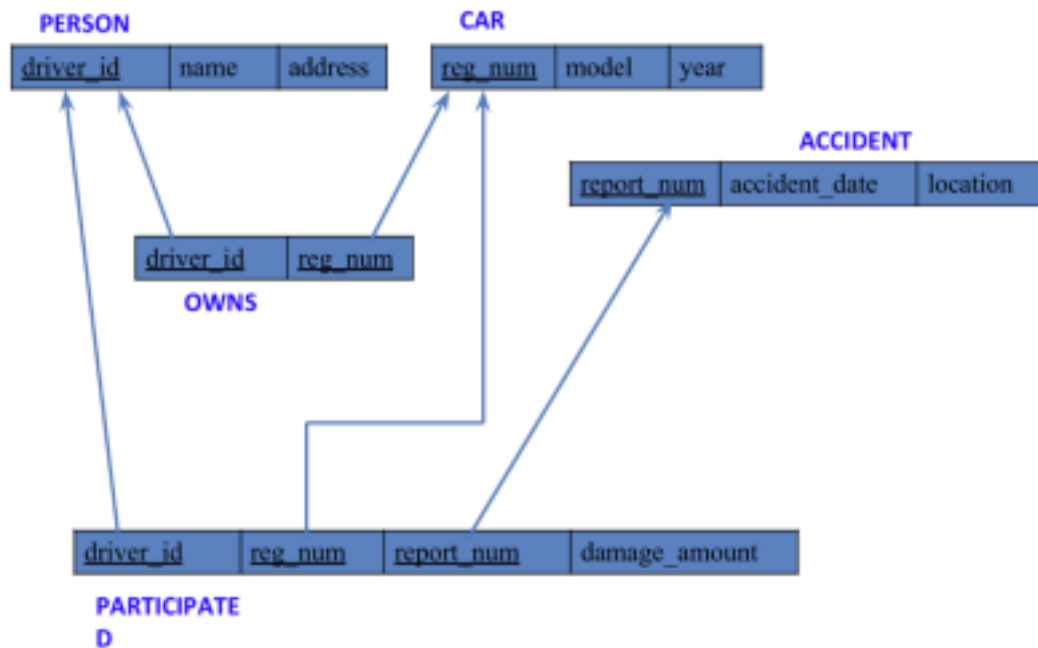 PERSON
CAR
driver_id name address
reg_num model year
ACCIDENT
report_num accident_date location
driver_id reg_num
OWNS
driver_id reg_num report_num damage_amount
PARTICIPATE
D